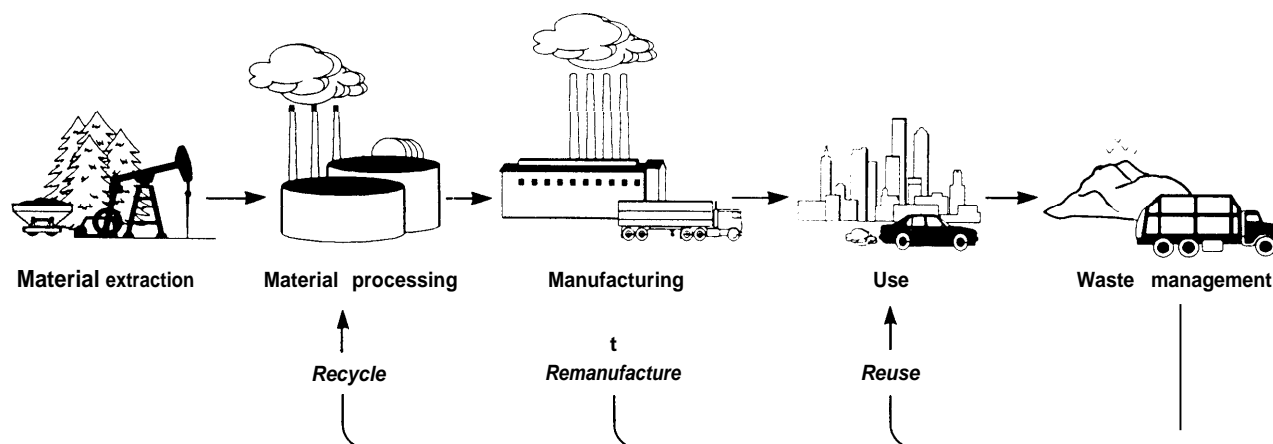 Material extraction Material processing Manufacturing Use Waste management
t
Recycle Remanufacture Reuse